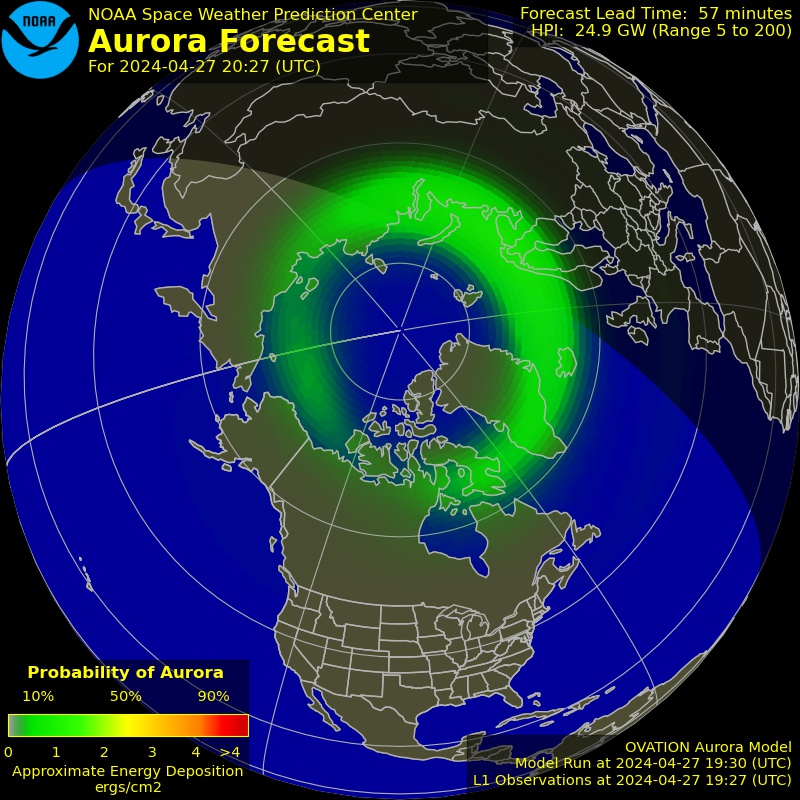 NOAA
NOAA Space Weather Prediction Center
Aurora Forecast
For 2024-04-27 20:27 (UTC)
Forecast Lead Time: 57 minutes
HPI: 24.9 GW (Range 5 to 200)
Probability of Aurora
10% 50% 90%
0 1 2 3 4 >4
Approximate Energy Deposition
ergs/cm2
OVATION Aurora Model
Model Run at 2024-04-27 19:30 (UTC)
L1 Observations at 2024-04-27 19:27 (UTC)